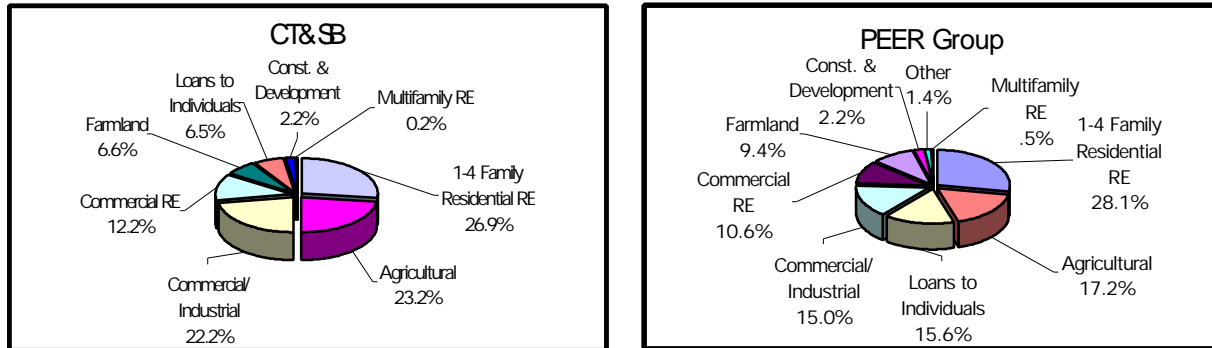 CT&SB
Const. &
Development
2.2%
Loans to
Individuals
6.5%
Multifamily RE
0.2%
Farmland
6.6%
1-4 Family
Residential RE
26.9%
Commercial RE
12.2%
Agricultural
23.2%
Commercial/
Industrial
22.2%
PEER Group
Const. &
Development
2.2%
Other
1.4%
Multifamily
RE
.5%
Farmland
9.4%
1-4 Family
Residential
RE
28.1%
Commercial
RE
10.6%
Commercial/
Industrial
15.0%
Loans to
Individuals
15.6%
Agricultural
17.2%